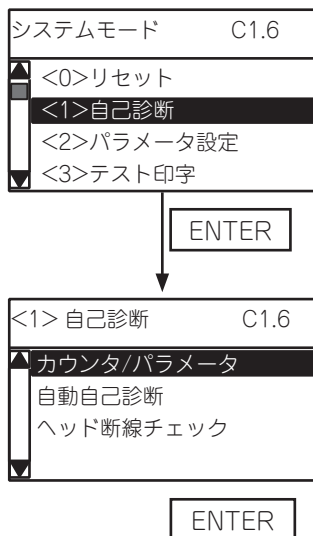 システムモード C1.6
<0>リセット
<1>自己診断
<2>パラメータ設定
<3>テスト印字
ENTER
<1> 自己診断 C1.6
カウンタ/パラメータ
自動自己診断
ヘッド断線チェック
ENTER